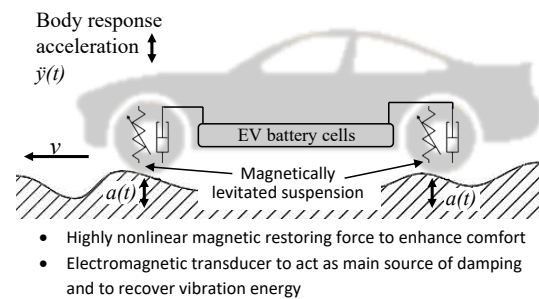 Body response
acceleration
ÿ(t)
EV battery cells
v
Magnetically
levitated suspension
a(t)
a(t)
• Highly nonlinear magnetic restoring force to enhance comfort
• Electromagnetic transducer to act as main source of damping
and to recover vibration energy